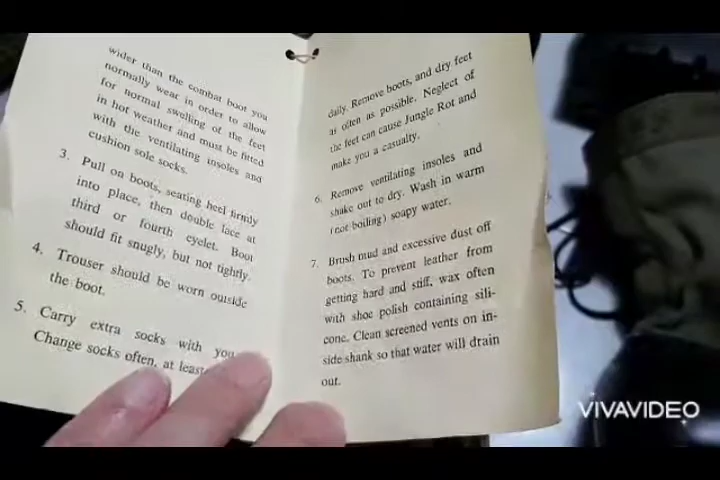 wider than the combat boot you
normally wear in order to allow
for normal swelling of the feet
in hot weather and must be fitted
with the ventilating insoles and
cushion sole socks.
3. Pull on boots, seating heel firmly
into place, then double lace at
third or fourth eyelet. Boot
should fit snugly, but not tightly.
4. Trouser should be worn outside
the boot.
5. Carry extra socks with you.
Change socks often, at least
daily. Remove boots, and dry feet
as often as possible. Neglect of
the feet can cause Jungle Rot and
make you a casualty.
6. Remove ventilating insoles and
shake out to dry. Wash in warm
(not boiling) soapy water.
7. Brush mud and excessive dust off
boots. To prevent leather from
getting hard and stiff, wax often
with shoe polish containing sili-
cone. Clean screened vents on in-
side shank so that water will drain
out.
VIVAVIDEO